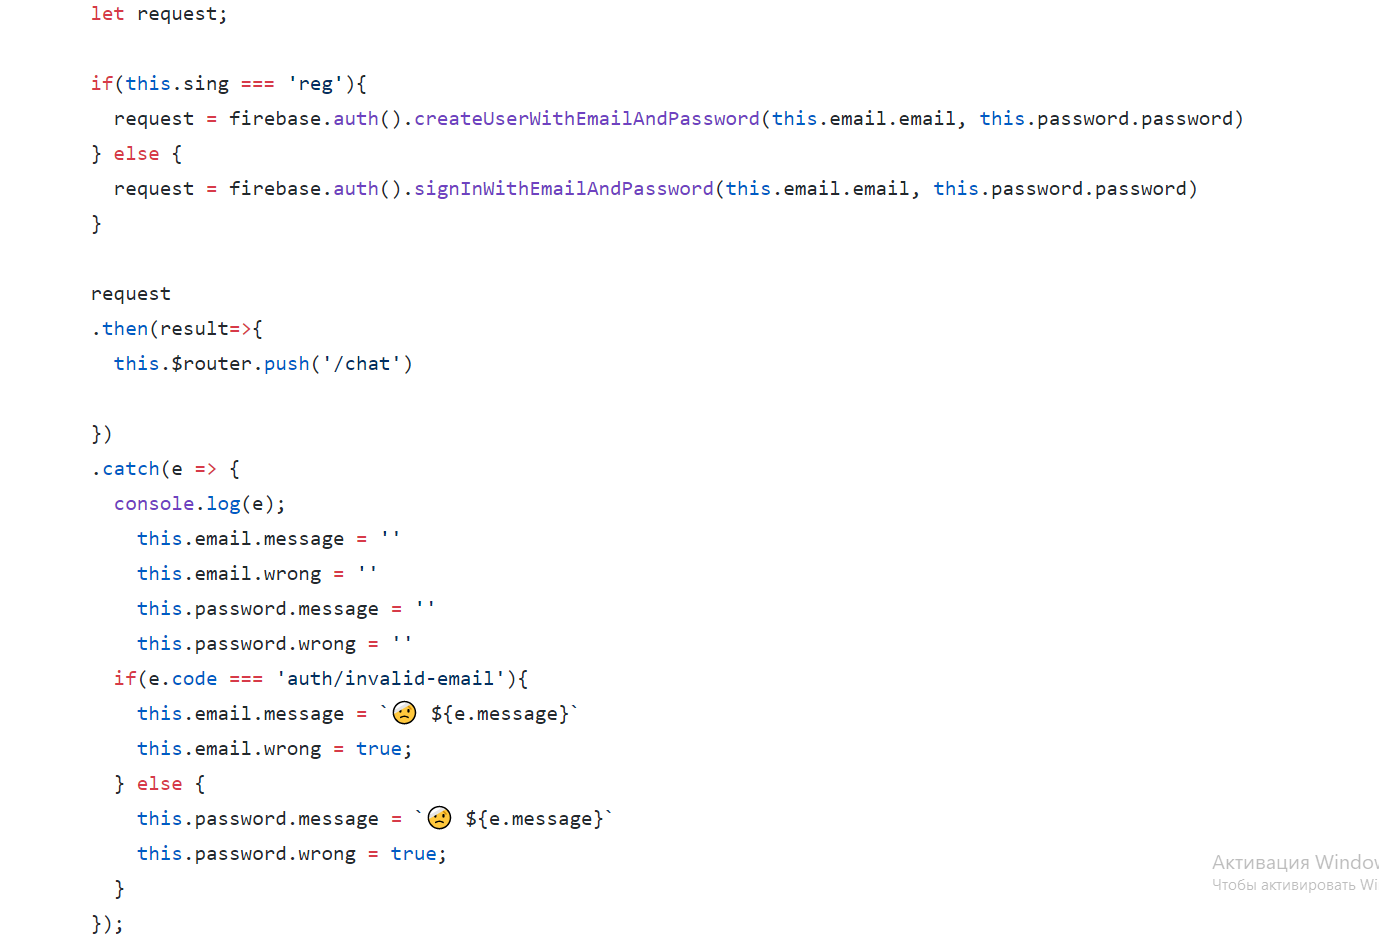 let request;
if(this.sing === 'reg'){
request = firebase.auth().createUserWithEmailAndPassword(this.email.email, this.password.password)
} else {
request = firebase.auth().signInWithEmailAndPassword(this.email.email, this.password.password)
}
request
.then(result=>{
this.$router.push('/chat')
})
.catch(e => {
console.log(e);
this.email.message = ''
this.email.wrong = ''
this.password.message = ''
this.password.wrong = ''
if(e.code === 'auth/invalid-email'){
this.email.message = `🤕 ${e.message}`
this.email.wrong = true;
} else {
this.password.message = `🤕 ${e.message}`
this.password.wrong = true;
}
});
Активация Window
Чтобы активировать Wi